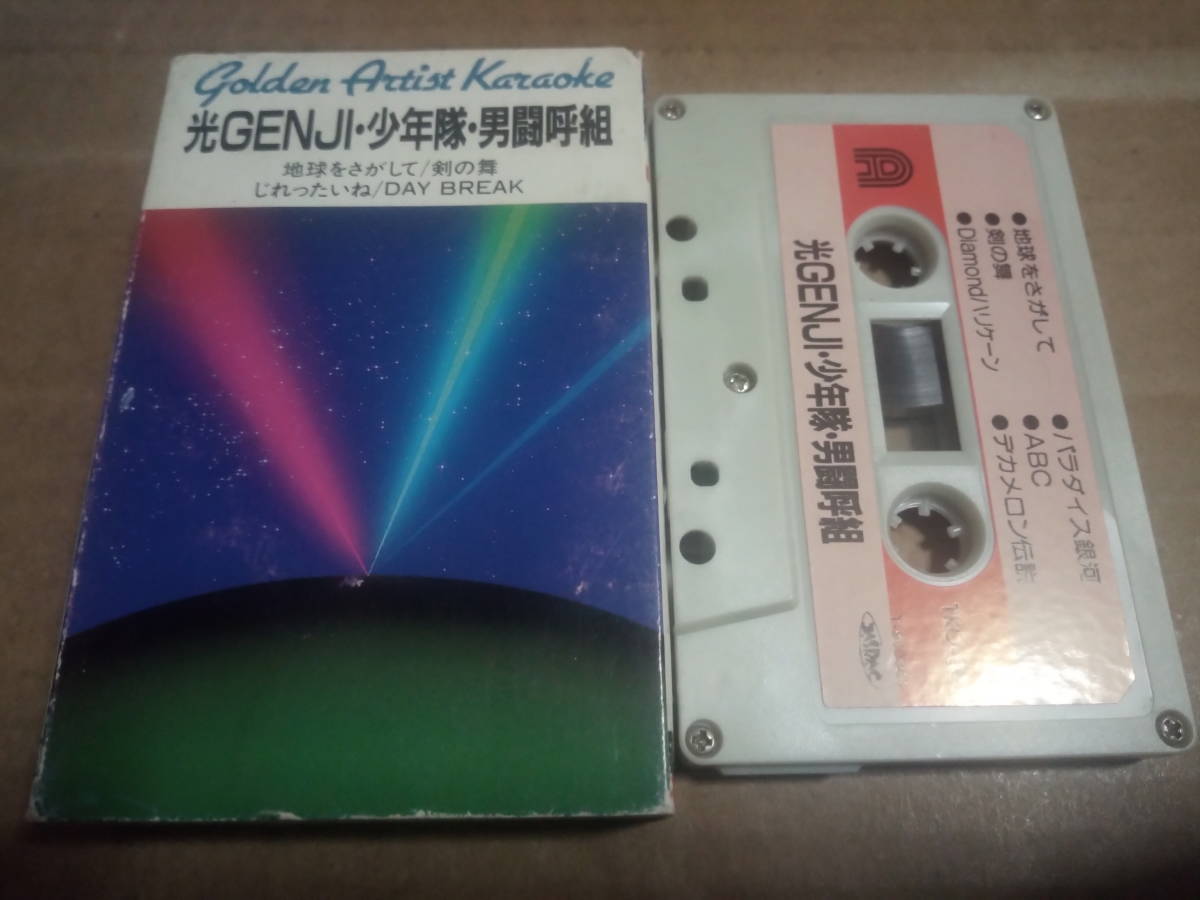 Golden Artist Karaoke
光GENJI・少年隊・男闘呼組
地球をさがして/剣の舞
じれったいね/DAY BREAK
光GENJI・少年隊・男闘呼組
●地球をさがして
●剣の舞
●Diamondハリケーン
●パラダイス銀河
●ABC
●デカメロン伝説